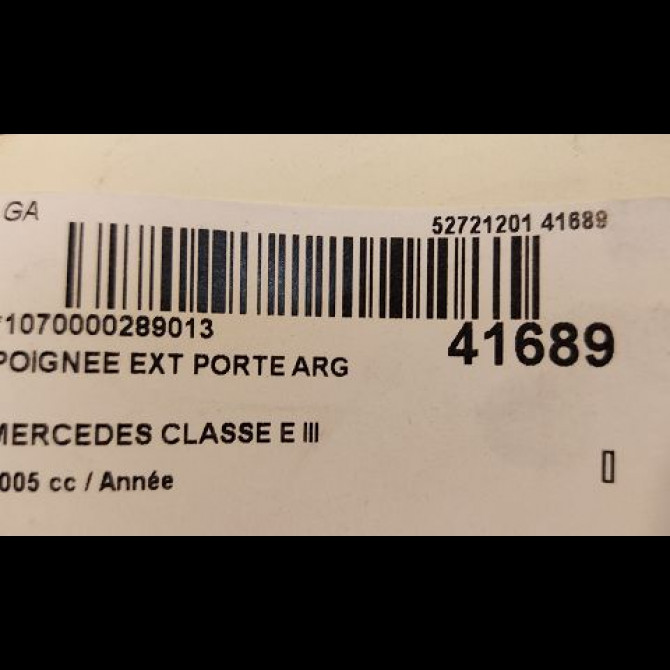 GA
52721201 41689
*1070000289013
41689
POIGNEE EXT PORTE ARG
MERCEDES CLASSE E III
005 cc / Année